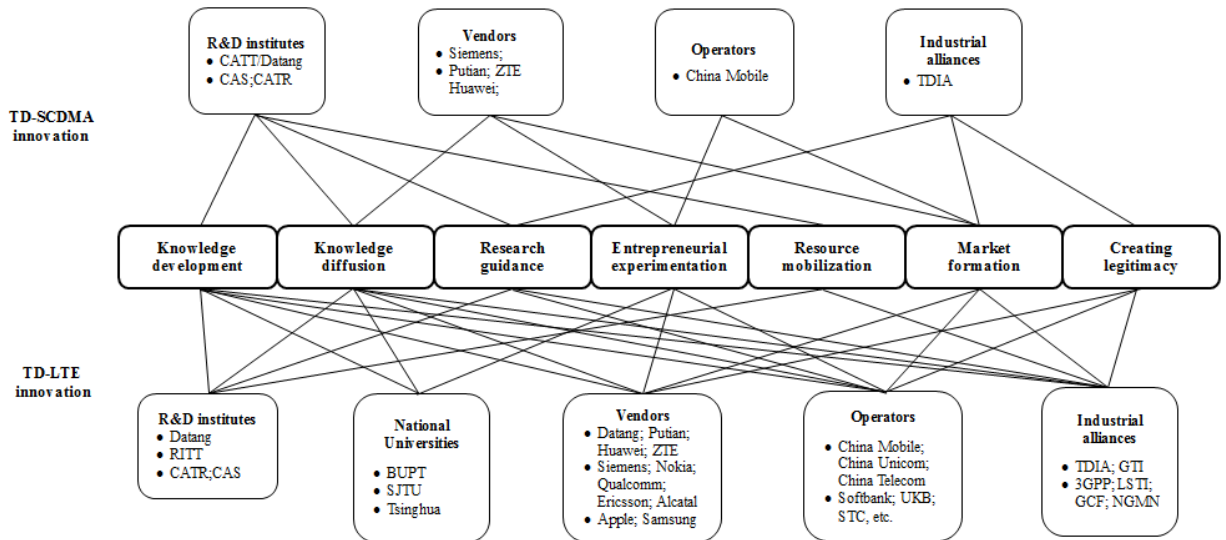 R&D institutes
● CATT/Datang
● CAS;CATR
Vendors
● Siemens;
● Putian; ZTE
Huawei;
Operators
● China Mobile
Industrial
alliances
● TDIA
TD-SCDMA
innovation
Knowledge
development
Knowledge
diffusion
Research
guidance
Entrepreneurial
experimentation
Resource
mobilization
Market
formation
Creating
legitimacy
TD-LTE
innovation
R&D institutes
● Datang
● RITT
● CATR;CAS
National
Universities
● BUPT
● SJTU
● Tsinghua
Vendors
● Datang; Putian;
Huawei; ZTE
● Siemens; Nokia;
Qualcomm;
Ericsson; Alcatal
● Apple; Samsung
Operators
● China Mobile;
China Unicom;
China Telecom
● Softbank; UKB;
STC, etc.
Industrial
alliances
● TDIA; GTI
● 3GPP; LSTI;
GCF; NGMN